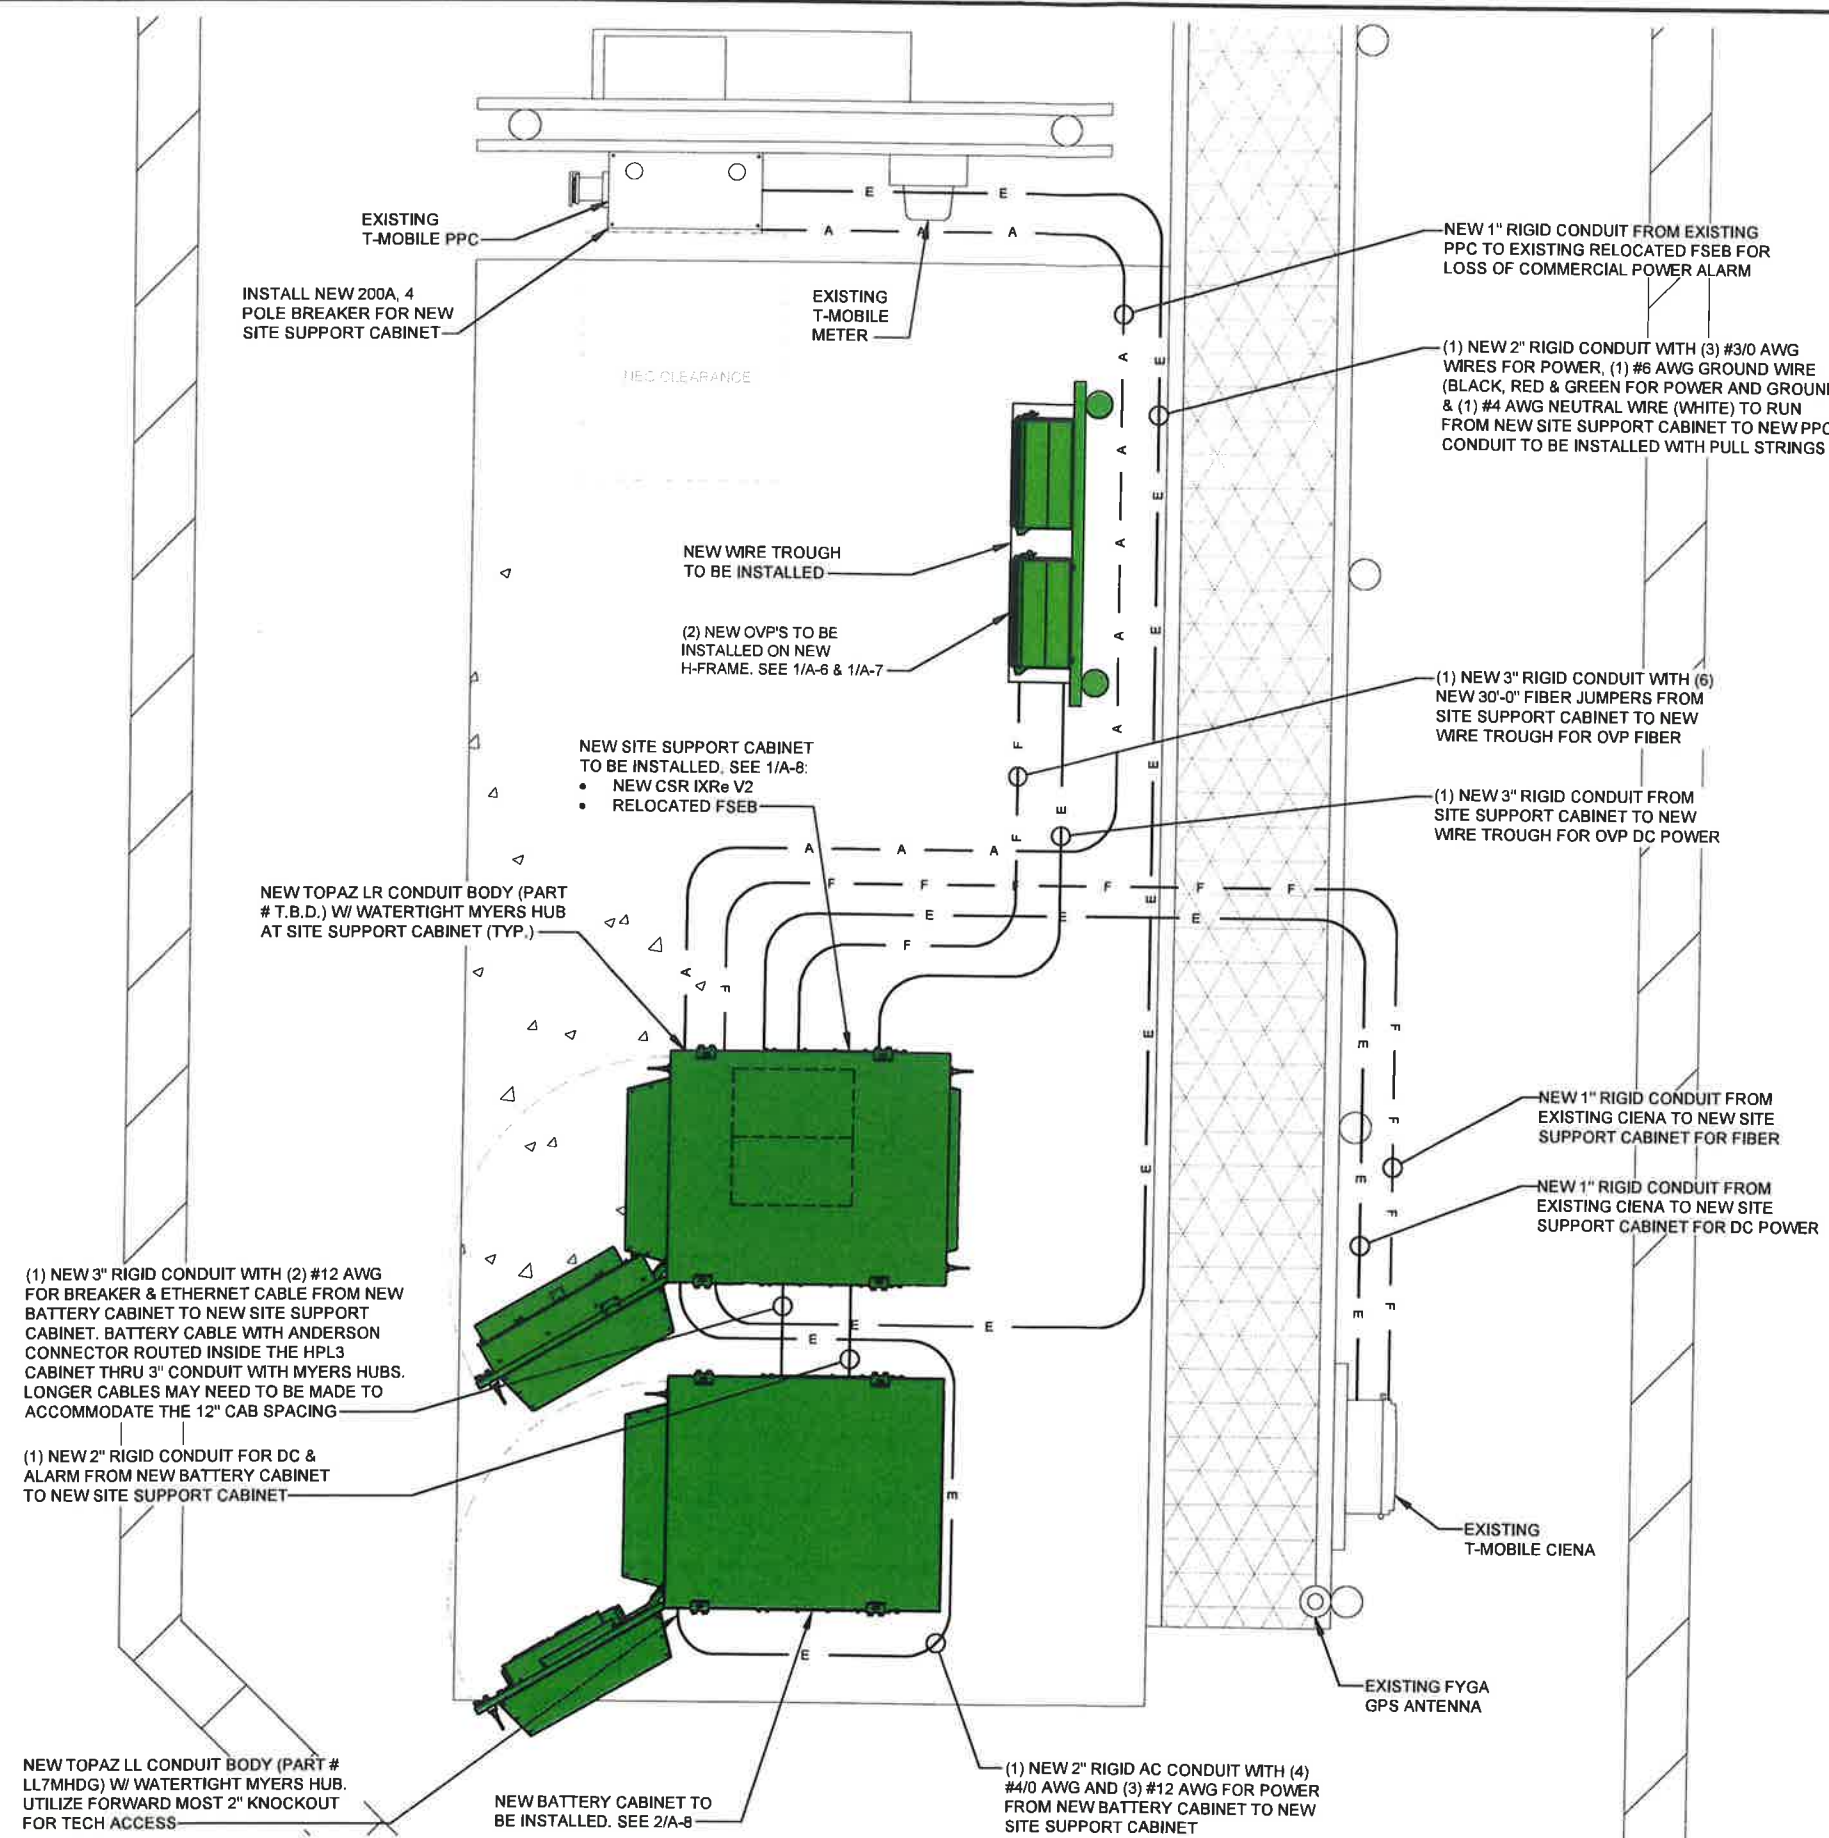 EXISTING
T-MOBILE PPC
INSTALL NEW 200A, 4
POLE BREAKER FOR NEW
SITE SUPPORT CABINET
EXISTING
T-MOBILE
METER
NEC CLEARANCE
NEW 1" RIGID CONDUIT FROM EXISTING
PPC TO EXISTING RELOCATED FSEB FOR
LOSS OF COMMERCIAL POWER ALARM
(1) NEW 2" RIGID CONDUIT WITH (3) #3/0 AWG
WIRES FOR POWER, (1) #6 AWG GROUND WIRE
(BLACK, RED & GREEN FOR POWER AND GROUND
& (1) #4 AWG NEUTRAL WIRE (WHITE) TO RUN
FROM NEW SITE SUPPORT CABINET TO NEW PPC
CONDUIT TO BE INSTALLED WITH PULL STRINGS
NEW WIRE TROUGH
TO BE INSTALLED
(2) NEW OVP'S TO BE
INSTALLED ON NEW
H-FRAME. SEE 1/A-6 & 1/A-7
(1) NEW 3" RIGID CONDUIT WITH (6)
NEW 30'-0" FIBER JUMPERS FROM
SITE SUPPORT CABINET TO NEW
WIRE TROUGH FOR OVP FIBER
NEW SITE SUPPORT CABINET
TO BE INSTALLED. SEE 1/A-8:
• NEW CSR IXRe V2
• RELOCATED FSEB
(1) NEW 3" RIGID CONDUIT FROM
SITE SUPPORT CABINET TO NEW
WIRE TROUGH FOR OVP DC POWER
NEW TOPAZ LR CONDUIT BODY (PART
# T.B.D.) W/ WATERTIGHT MYERS HUB
AT SITE SUPPORT CABINET (TYP.)
NEW 1" RIGID CONDUIT FROM
EXISTING CIENA TO NEW SITE
SUPPORT CABINET FOR FIBER
NEW 1" RIGID CONDUIT FROM
EXISTING CIENA TO NEW SITE
SUPPORT CABINET FOR DC POWER
(1) NEW 3" RIGID CONDUIT WITH (2) #12 AWG
FOR BREAKER & ETHERNET CABLE FROM NEW
BATTERY CABINET TO NEW SITE SUPPORT
CABINET. BATTERY CABLE WITH ANDERSON
CONNECTOR ROUTED INSIDE THE HPL3
CABINET THRU 3" CONDUIT WITH MYERS HUBS.
LONGER CABLES MAY NEED TO BE MADE TO
ACCOMMODATE THE 12" CAB SPACING
(1) NEW 2" RIGID CONDUIT FOR DC &
ALARM FROM NEW BATTERY CABINET
TO NEW SITE SUPPORT CABINET
EXISTING
T-MOBILE CIENA
EXISTING FYGA
GPS ANTENNA
NEW TOPAZ LL CONDUIT BODY (PART #
LL7MHDG) W/ WATERTIGHT MYERS HUB.
UTILIZE FORWARD MOST 2" KNOCKOUT
FOR TECH ACCESS
NEW BATTERY CABINET TO
BE INSTALLED. SEE 2/A-8
(1) NEW 2" RIGID AC CONDUIT WITH (4)
#4/0 AWG AND (3) #12 AWG FOR POWER
FROM NEW BATTERY CABINET TO NEW
SITE SUPPORT CABINET